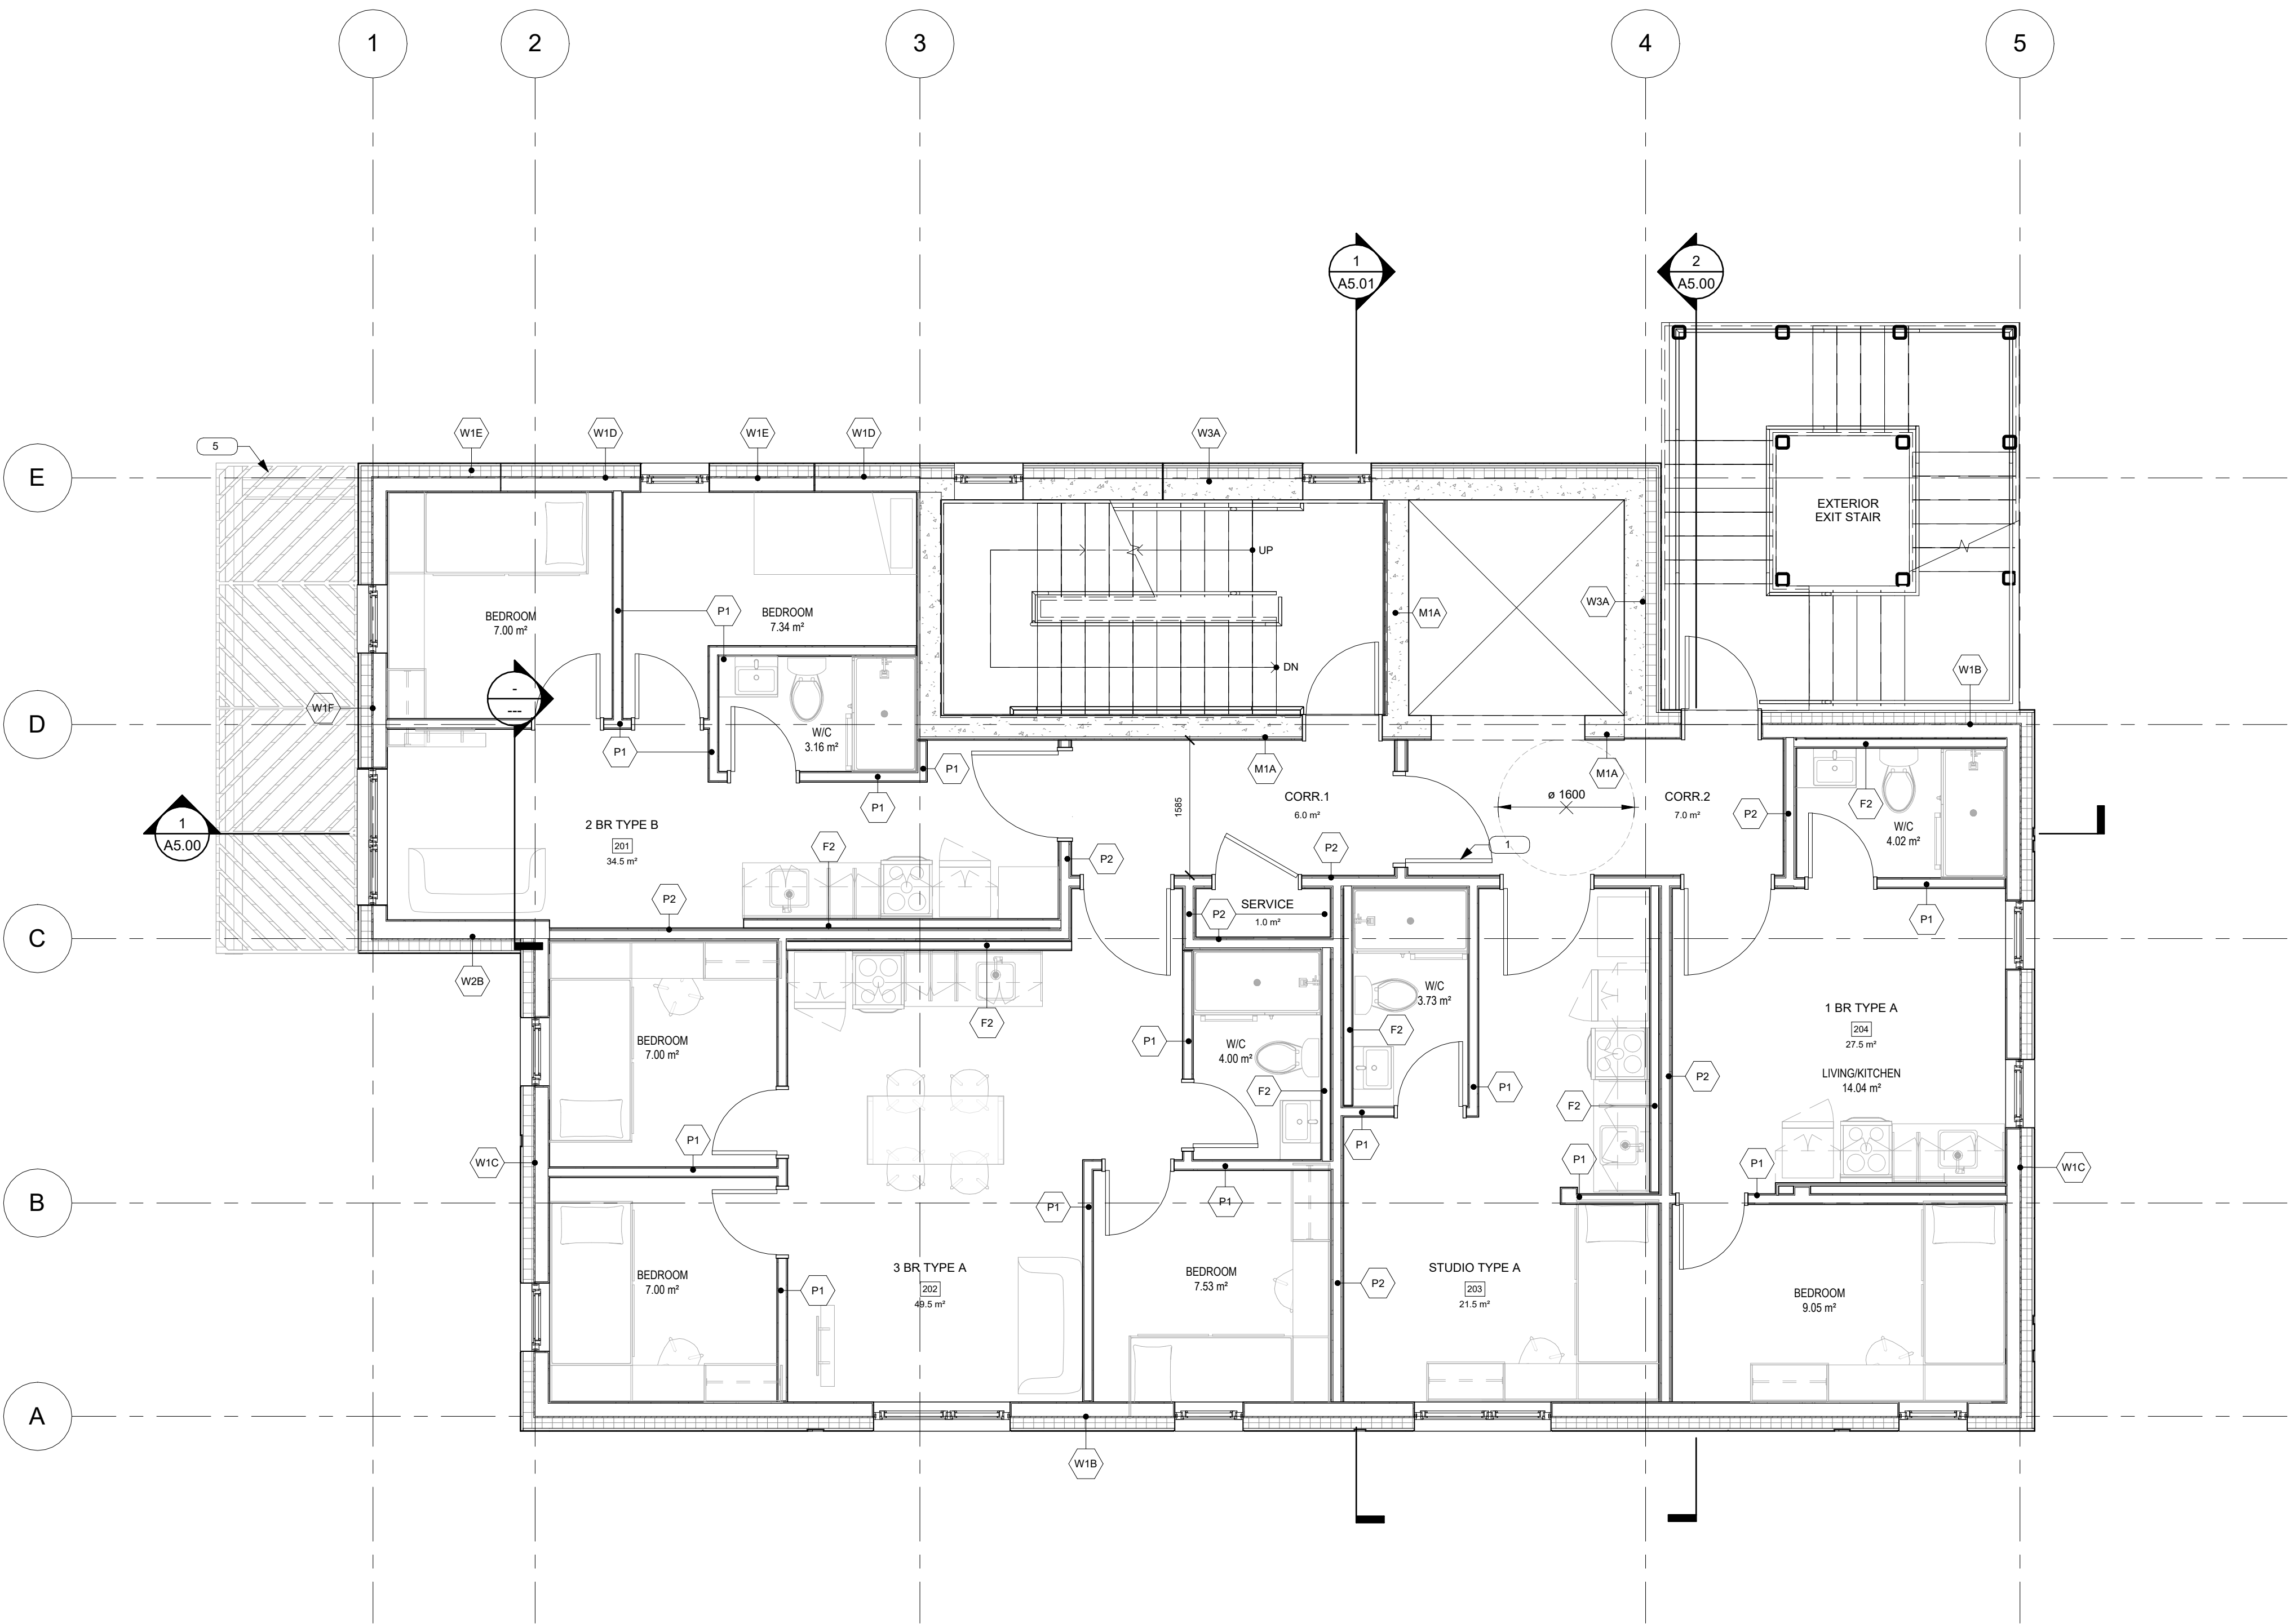 1
2
3
4
5
1
A5.01
2
A5.00
5
W1E
W1D
W1E
W1D
W3A
E
EXTERIOR
EXIT STAIR
UP
BEDROOM
7.00 m²
P1
BEDROOM
7.34 m²
M1A
W3A
DN
W1B
-
---
W1F
D
P1
W/C
3.16 m²
P1
M1A
M1A
P1
1585
CORR.1
6.0 m²
ø 1600
CORR.2
7.0 m²
F2
P2
W/C
4.02 m²
1
A5.00
2 BR TYPE B
201
34.5 m²
F2
P2
P2
1
P2
P2
SERVICE
1.0 m²
P1
C
W2B
W/C
3.73 m²
1 BR TYPE A
204
27.5 m²
F2
F2
BEDROOM
7.00 m²
P1
W/C
4.00 m²
LIVING/KITCHEN
14.04 m²
P2
F2
P1
F2
P1
P1
W1C
P1
P1
W1C
B
P1
P1
BEDROOM
7.00 m²
P1
3 BR TYPE A
202
49.5 m²
BEDROOM
7.53 m²
P2
STUDIO TYPE A
203
21.5 m²
BEDROOM
9.05 m²
A
W1B